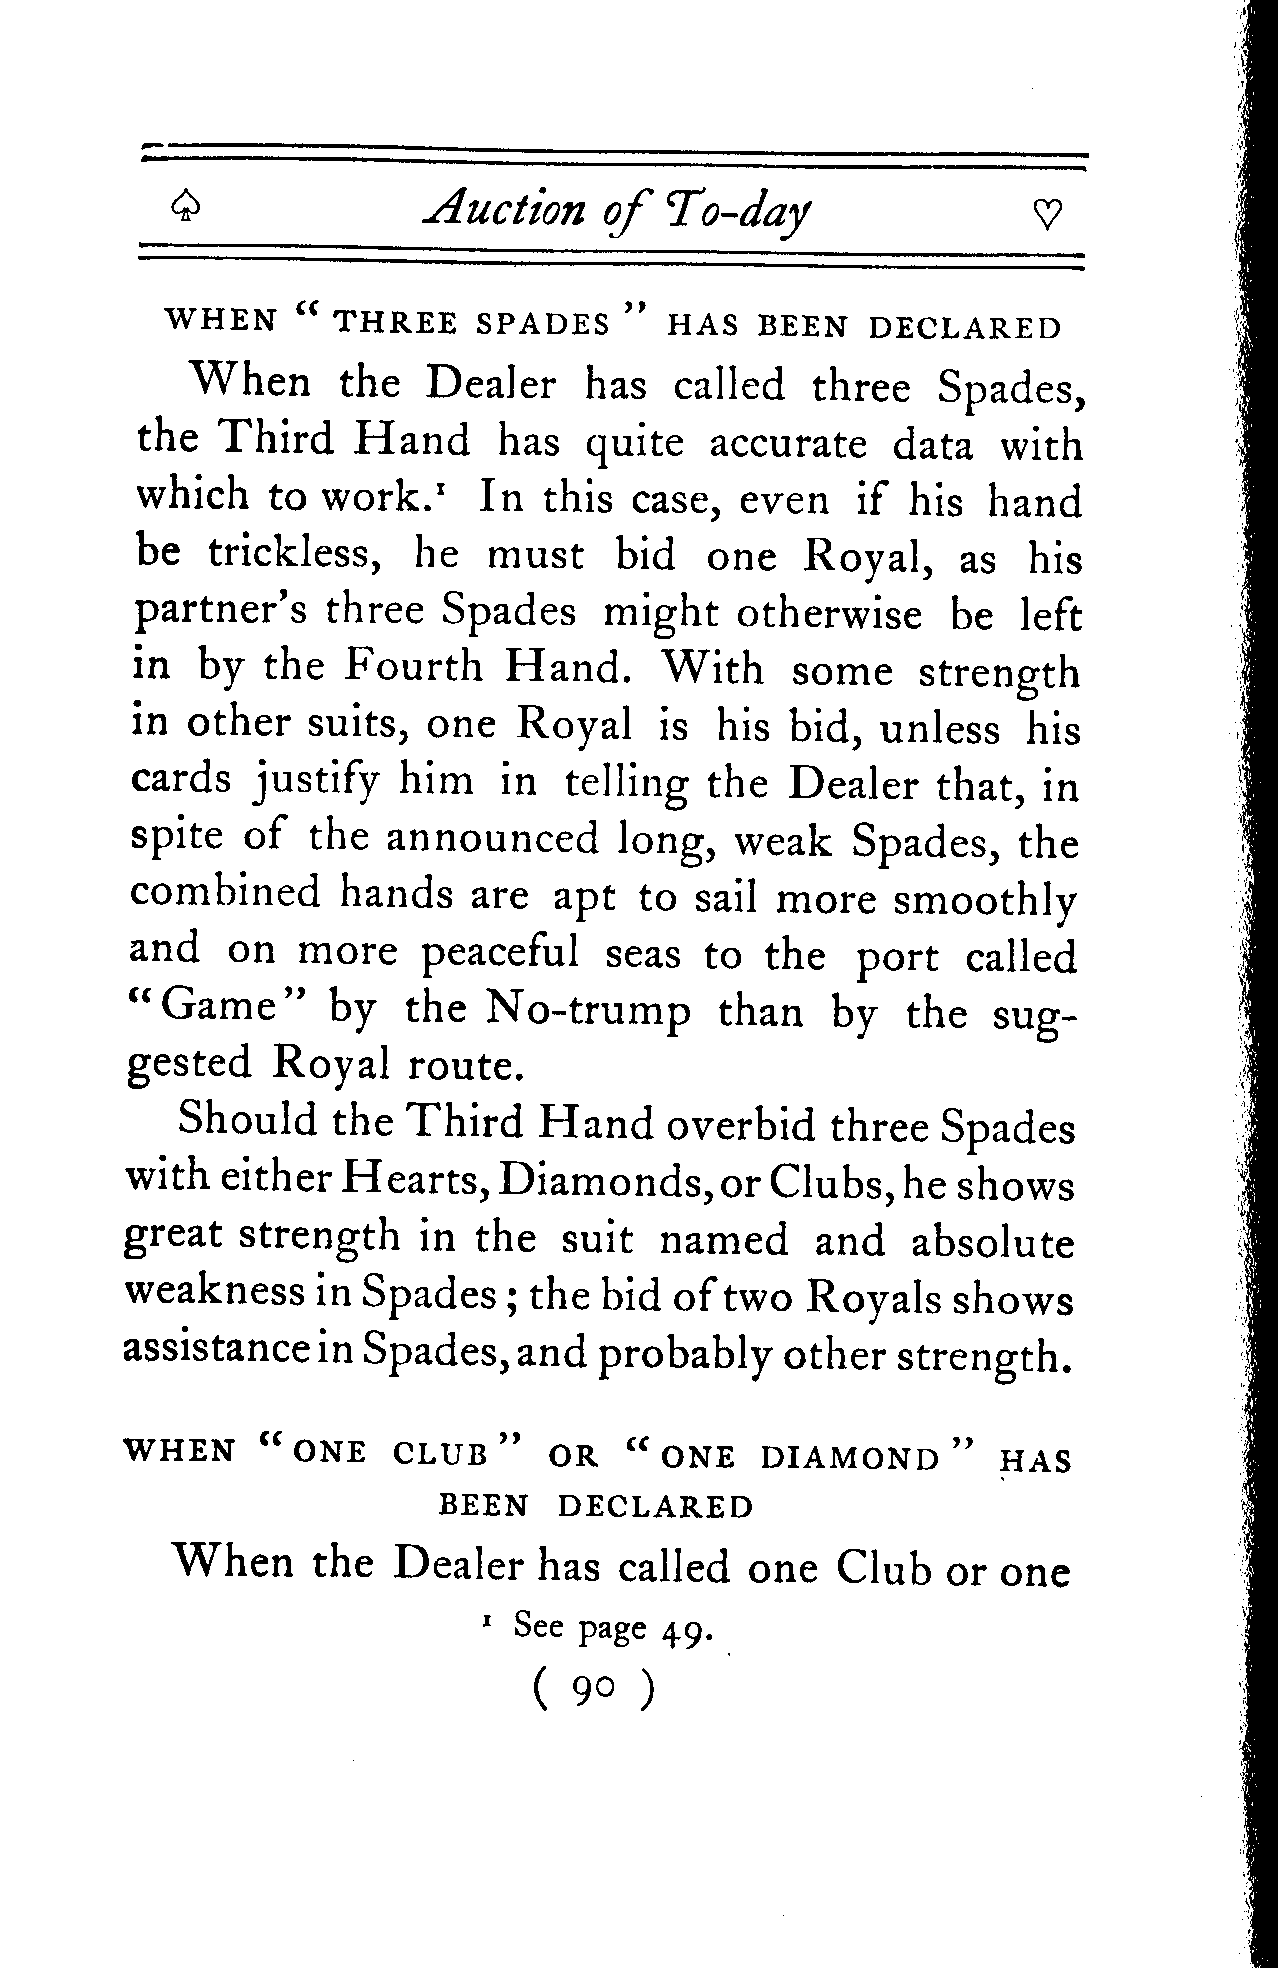 ♤ Auction of To-day ♡
WHEN “ THREE SPADES ” HAS BEEN DECLARED
When the Dealer has called three Spades,
the Third Hand has quite accurate data with
which to work.¹ In this case, even if his hand
be trickless, he must bid one Royal, as his
partner's three Spades might otherwise be left
in by the Fourth Hand. With some strength
in other suits, one Royal is his bid, unless his
cards justify him in telling the Dealer that, in
spite of the announced long, weak Spades, the
combined hands are apt to sail more smoothly
and on more peaceful seas to the port called
“ Game ” by the No-trump than by the sug-
gested Royal route.
Should the Third Hand overbid three Spades
with either Hearts, Diamonds, or Clubs, he shows
great strength in the suit named and absolute
weakness in Spades ; the bid of two Royals shows
assistance in Spades, and probably other strength.
WHEN “ ONE CLUB ” OR “ ONE DIAMOND ” HAS
BEEN DECLARED
When the Dealer has called one Club or one
¹ See page 49.
( 90 )